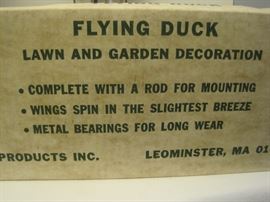 FLYING DUCK
LAWN AND GARDEN DECORATION
• COMPLETE WITH A ROD FOR MOUNTING
• WINGS SPIN IN THE SLIGHTEST BREEZE
• METAL BEARINGS FOR LONG WEAR
PRODUCTS INC. LEOMINSTER, MA 01